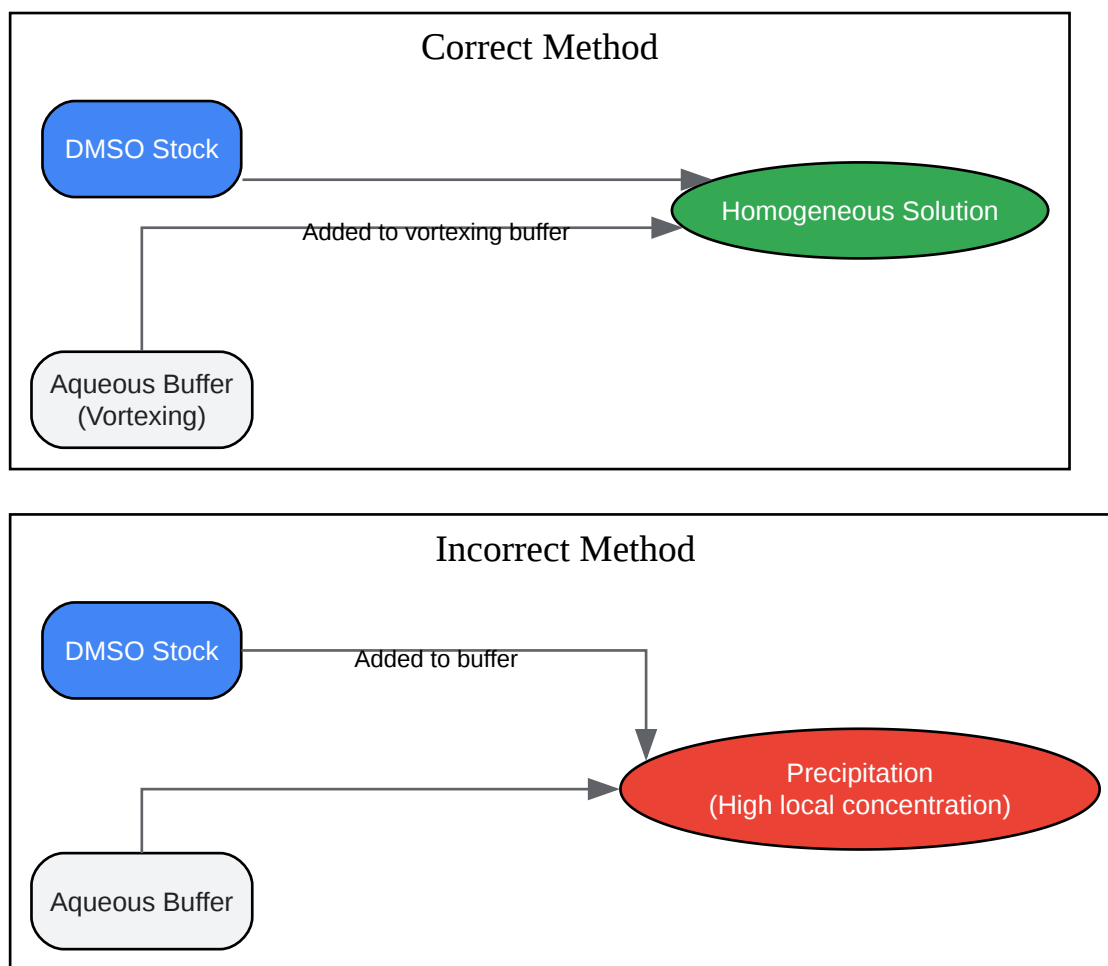 Correct Method
DMSO Stock
Homogeneous Solution
Added to vortexing buffer
Aqueous Buffer
(Vortexing)
Incorrect Method
DMSO Stock
Added to buffer
Precipitation
(High local concentration)
Aqueous Buffer